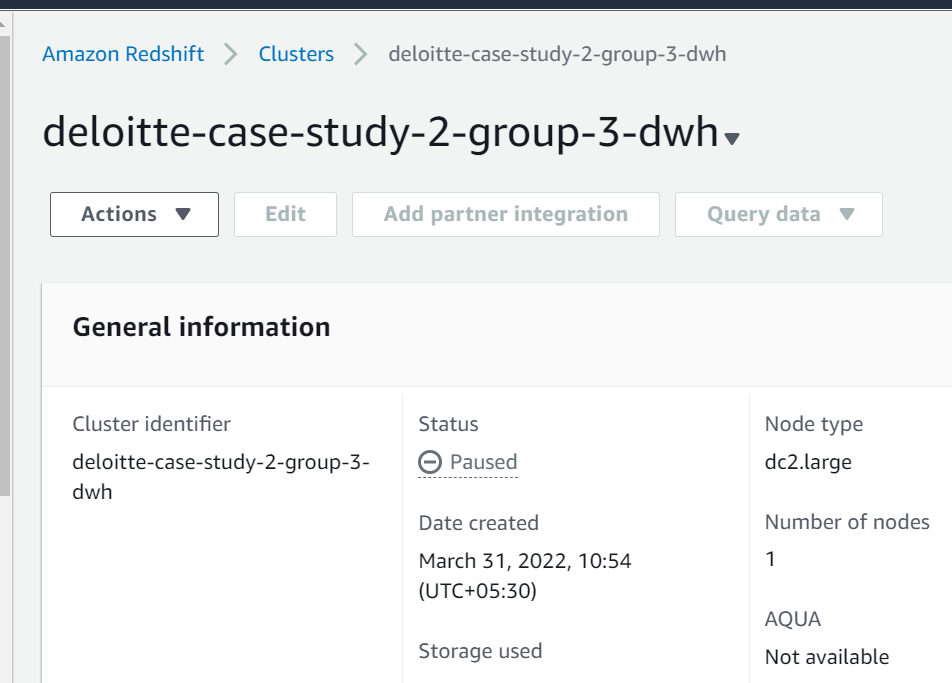 Amazon Redshift > Clusters > deloitte-case-study-2-group-3-dwh
deloitte-case-study-2-group-3-dwh
Actions
Edit
Add partner integration
Query data
General information
Cluster identifier
deloitte-case-study-2-group-3-
dwh
Status
Paused
Date created
March 31, 2022, 10:54
(UTC+05:30)
Storage used
Node type
dc2.large
Number of nodes
1
AQUA
Not available